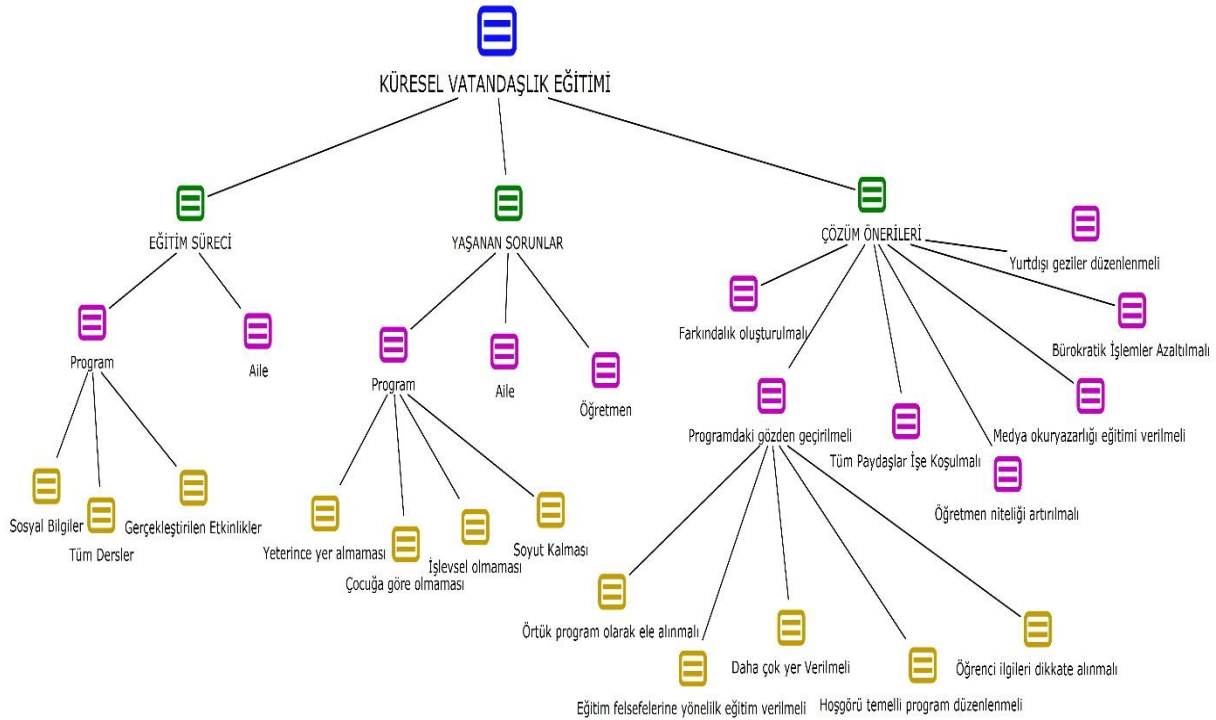 KÜRESEL VATANDAŞLIK EĞİTİMİ
EĞİTİM SÜRECİ
YAŞANAN SORUNLAR
ÇÖZÜM ÖNERİLERİ
Yurtdışı geziler düzenlenmeli
Farkındalık oluşturulmalı
Bürokratik İşlemler Azaltılmalı
Program
Aile
Program
Aile
Öğretmen
Programdaki gözden geçirilmeli
Tüm Paydaşlar İşe Koşulmalı
Medya okuryazarlığı eğitimi verilmeli
Öğretmen niteliği artırılmalı
Sosyal Bilgiler
Tüm Dersler
Gerçekleştirilen Etkinlikler
Yeterince yer almaması
Çocuğa göre olmaması
İşlevsel olmaması
Soyut Kalması
Örtük program olarak ele alınmalı
Eğitim felsefelerine yönelilk eğitim verilmeli
Daha çok yer Verilmeli
Hoşgörü temelli program düzenlenmeli
Öğrenci ilgileri dikkate alınmalı